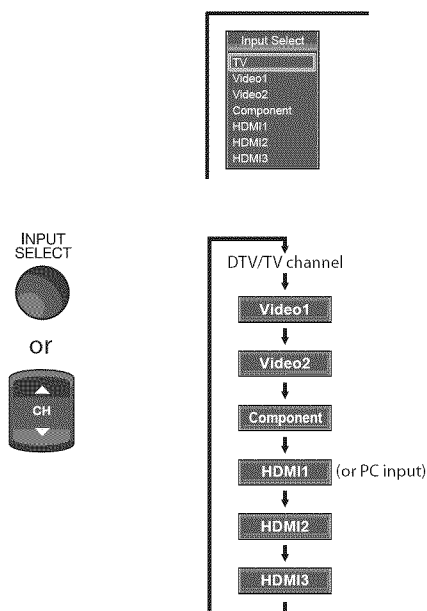 Input Select
TV
Video1
Video2
Component
HDMI1
HDMI2
HDMI3
INPUT
SELECT
or
CH
DTV/TV channel
Video1
Video2
Component
HDMI1 (or PC input)
HDMI2
HDMI3